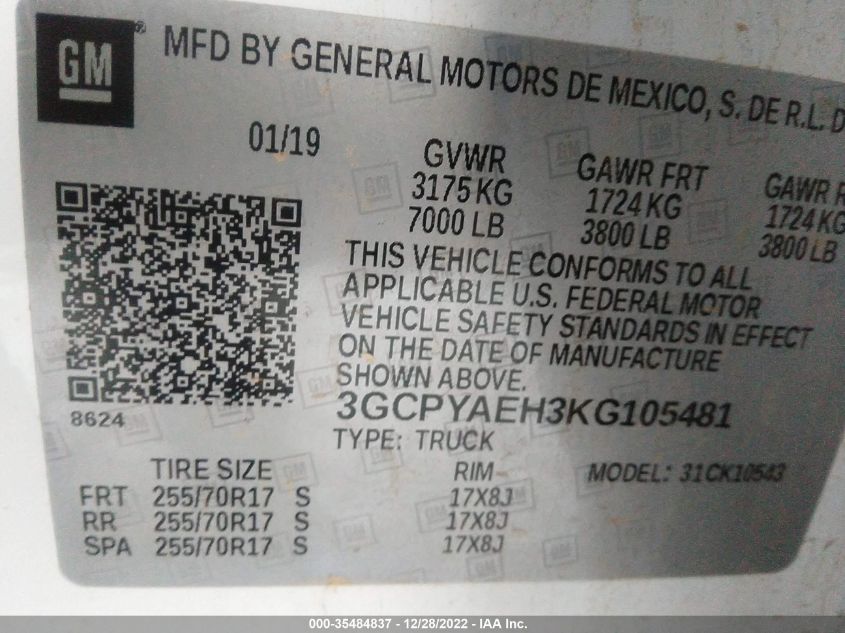 GM
MFD BY GENERAL MOTORS DE MEXICO, S. DE R.L. D
01/19
GVWR
3175 KG
7000 LB
GAWR FRT
1724 KG
3800 LB
GAWR R
1724 KG
3800 LB
THIS VEHICLE CONFORMS TO ALL
APPLICABLE U.S. FEDERAL MOTOR
VEHICLE SAFETY STANDARDS IN EFFECT
ON THE DATE OF MANUFACTURE
SHOWN ABOVE.
8624
3GCPYAEH3KG105481
TYPE: TRUCK
TIRE SIZE RIM MODEL: 31CK10543
FRT 255/70R17 S 17X8J
RR 255/70R17 S 17X8J
SPA 255/70R17 S 17X8J
000-35484837 - 12/28/2022 - IAA Inc.